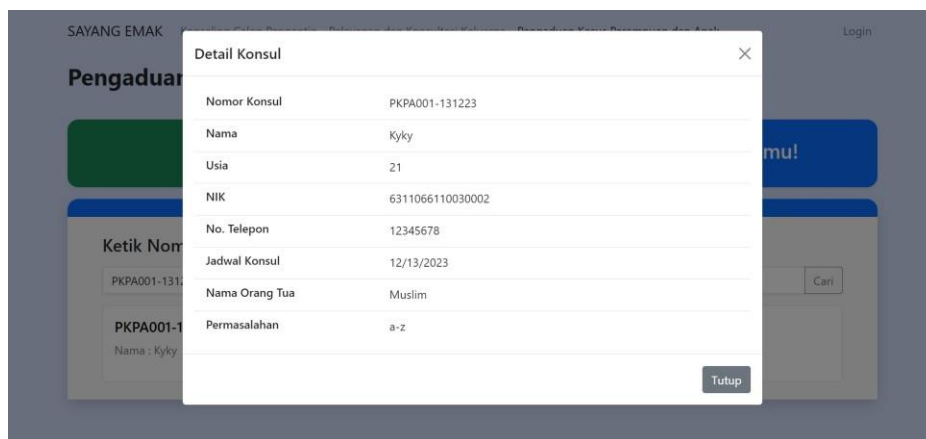 SAYANG EMAK
Login
Detail Konsul
Pengaduan
Nomor Konsul PKPA001-131223
Nama Kyky
mu!
Usia 21
NIK 6311066110030002
No. Telepon 12345678
Ketik Nom
Jadwal Konsul 12/13/2023
PKPA001-131
Cari
Nama Orang Tua Muslim
PKPA001-1
Permasalahan a-z
Nama : Kyky
Tutup